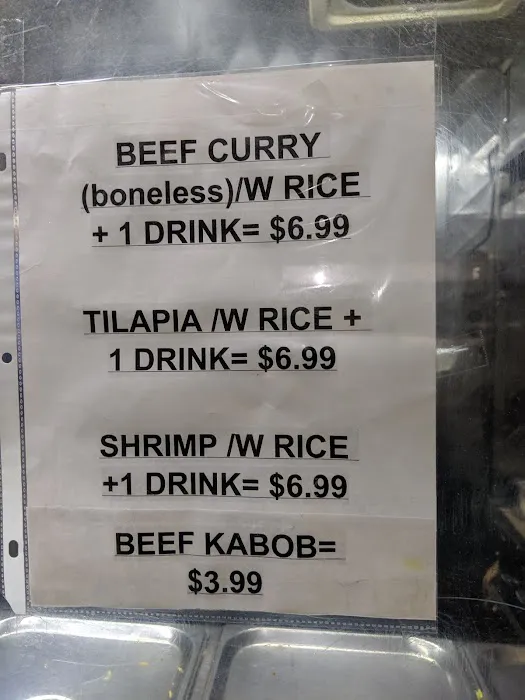 BEEF CURRY
(boneless)/W RICE
+ 1 DRINK= $6.99
TILAPIA /W RICE +
1 DRINK= $6.99
SHRIMP /W RICE
+1 DRINK= $6.99
BEEF KABOB=
$3.99